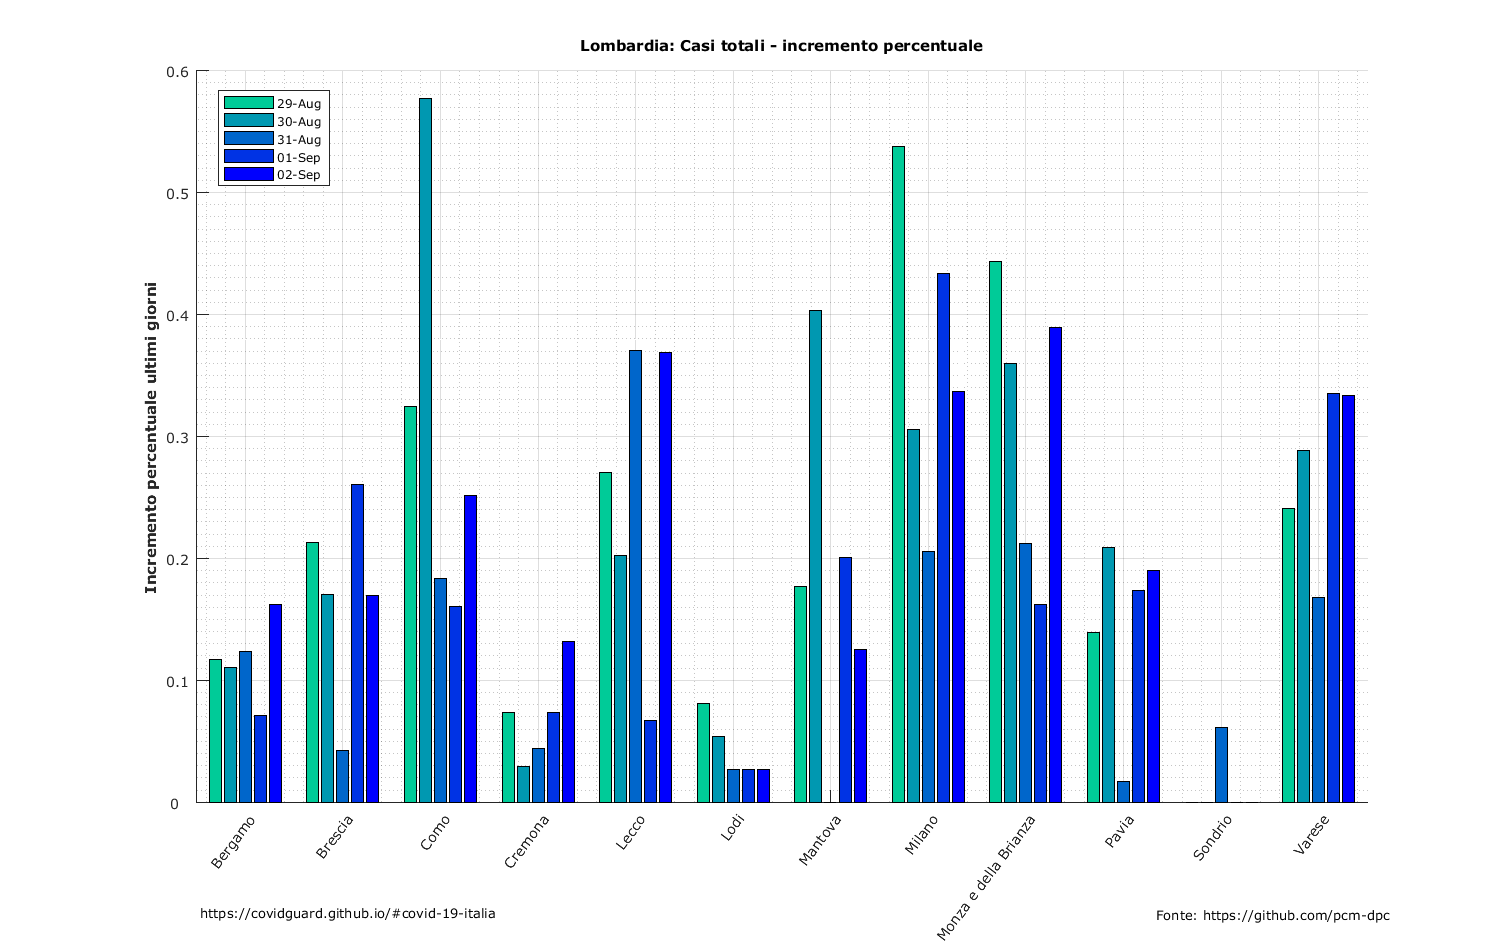 Lombardia: Casi totali - incremento percentuale
29-Aug
30-Aug
31-Aug
01-Sep
02-Sep
Incremento percentuale ultimi giorni
0.6
0.5
0.4
0.3
0.2
0.1
0
Bergamo
Brescia
Como
Cremona
Lecco
Lodi
Mantova
Milano
Monza e della Brianza
Pavia
Sondrio
Varese
https://covidguard.github.io/#covid-19-italia
Fonte: https://github.com/pcm-dpc